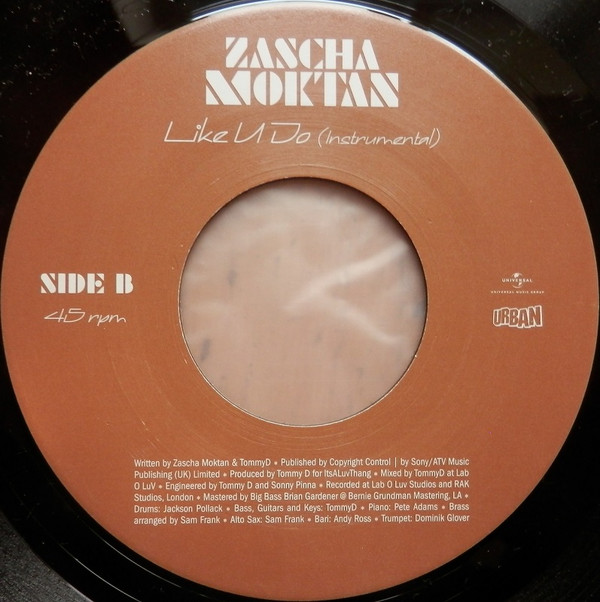 ZASCHA
MOKTAN
Like U Do (Instrumental)
SIDE B
45 rpm
UNIVERSAL
UNIVERSAL MUSIC GROUP
URBAN
Written by Zascha Moktan & TommyD • Published by Copyright Control | by Sony/ATV Music
Publishing (UK) Limited • Produced by Tommy D for ItsALuvThang • Mixed by TommyD at Lab
O LuV • Engineered by Tommy D and Sonny Pinna • Recorded at Lab O Luv Studios and RAK
Studios, London • Mastered by Big Bass Brian Gardener @ Bernie Grundman Mastering, LA •
Drums: Jackson Pollack • Bass, Guitars and Keys: TommyD • Piano: Pete Adams • Brass
arranged by Sam Frank • Alto Sax: Sam Frank • Bari: Andy Ross • Trumpet: Dominik Glover